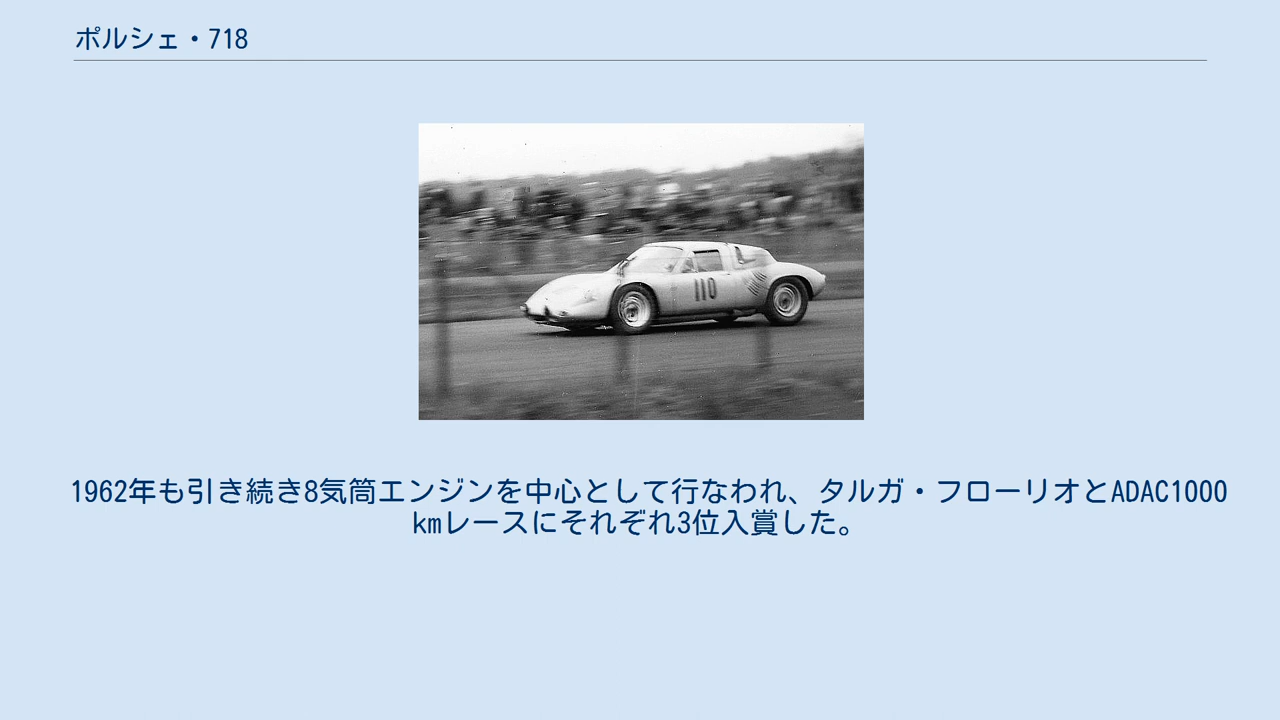 ポルシェ・718
110
1962年も引き続き8気筒エンジンを中心として行なわれ、タルガ・フローリオとADAC1000
kmレースにそれぞれ3位入賞した。